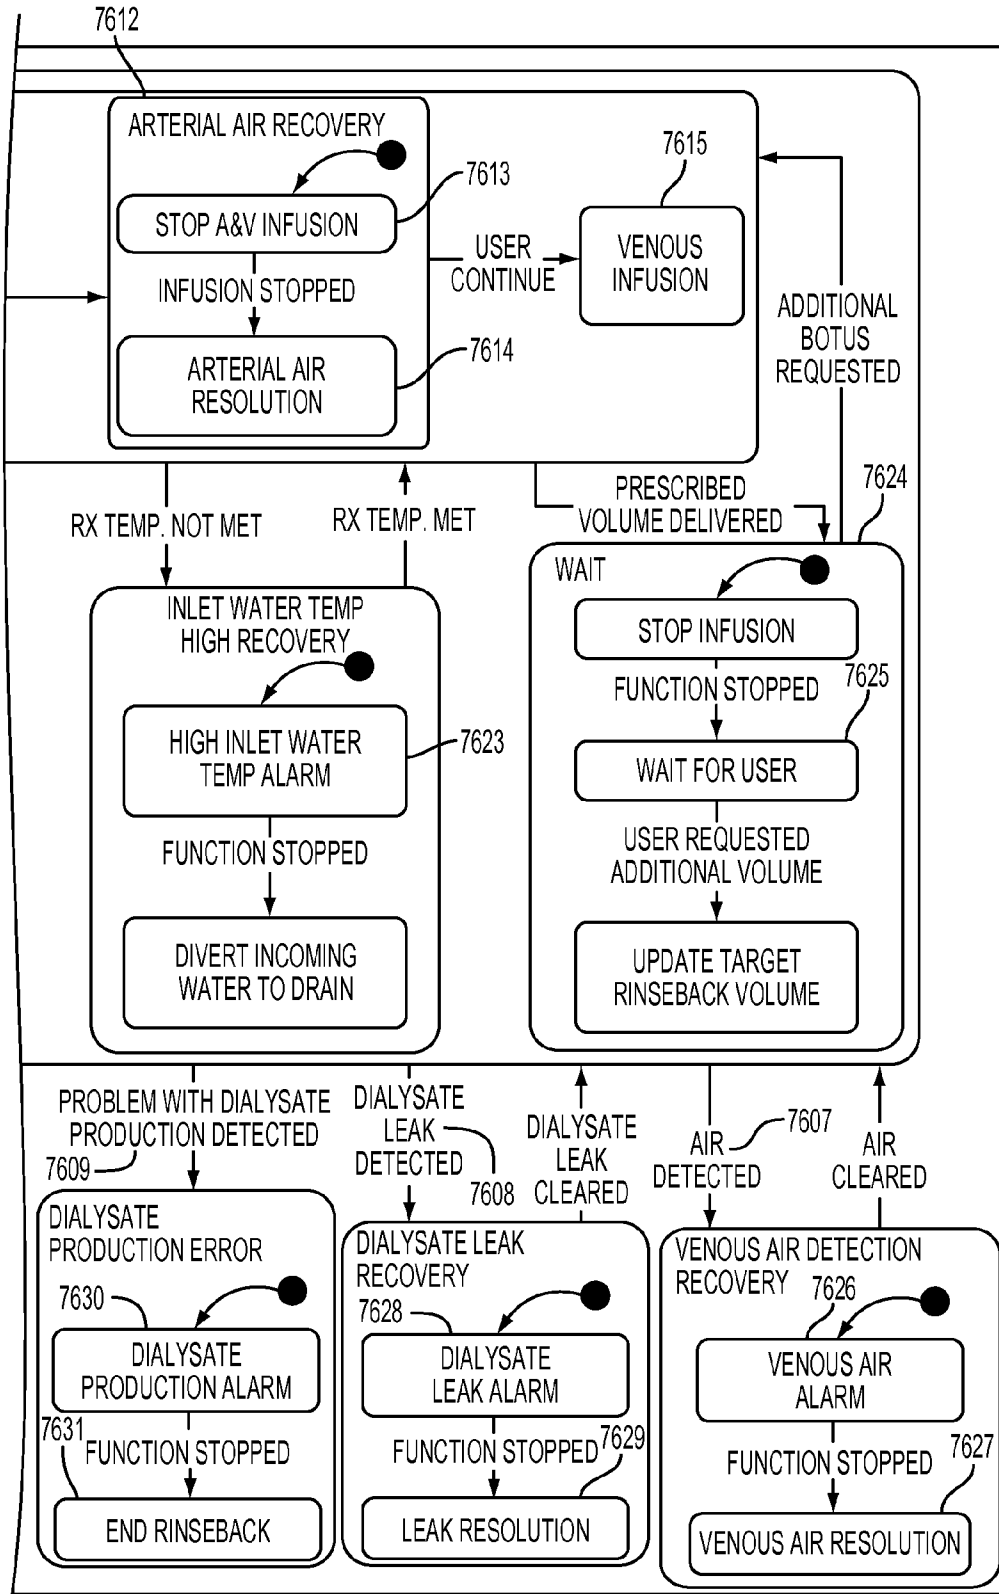 7612
ARTERIAL AIR RECOVERY
7613
STOP A&V INFUSION
INFUSION STOPPED
7614
ARTERIAL AIR
RESOLUTION
USER
CONTINUE
7615
VENOUS
INFUSION
ADDITIONAL
BOTUS
REQUESTED
RX TEMP. NOT MET
RX TEMP. MET
PRESCRIBED
VOLUME DELIVERED
7624
INLET WATER TEMP
HIGH RECOVERY
HIGH INLET WATER
TEMP ALARM
7623
FUNCTION STOPPED
DIVERT INCOMING
WATER TO DRAIN
WAIT
STOP INFUSION
FUNCTION STOPPED
7625
WAIT FOR USER
USER REQUESTED
ADDITIONAL VOLUME
UPDATE TARGET
RINSEBACK VOLUME
PROBLEM WITH DIALYSATE
PRODUCTION DETECTED
7609
DIALYSATE
LEAK
DETECTED
7608
DIALYSATE
LEAK
CLEARED
AIR
DETECTED
7607
AIR
CLEARED
DIALYSATE
PRODUCTION ERROR
7630
DIALYSATE
PRODUCTION ALARM
7631
FUNCTION STOPPED
END RINSEBACK
DIALYSATE LEAK
RECOVERY
7628
DIALYSATE
LEAK ALARM
FUNCTION STOPPED
7629
LEAK RESOLUTION
VENOUS AIR DETECTION
RECOVERY
7626
VENOUS AIR
ALARM
FUNCTION STOPPED
7627
VENOUS AIR RESOLUTION